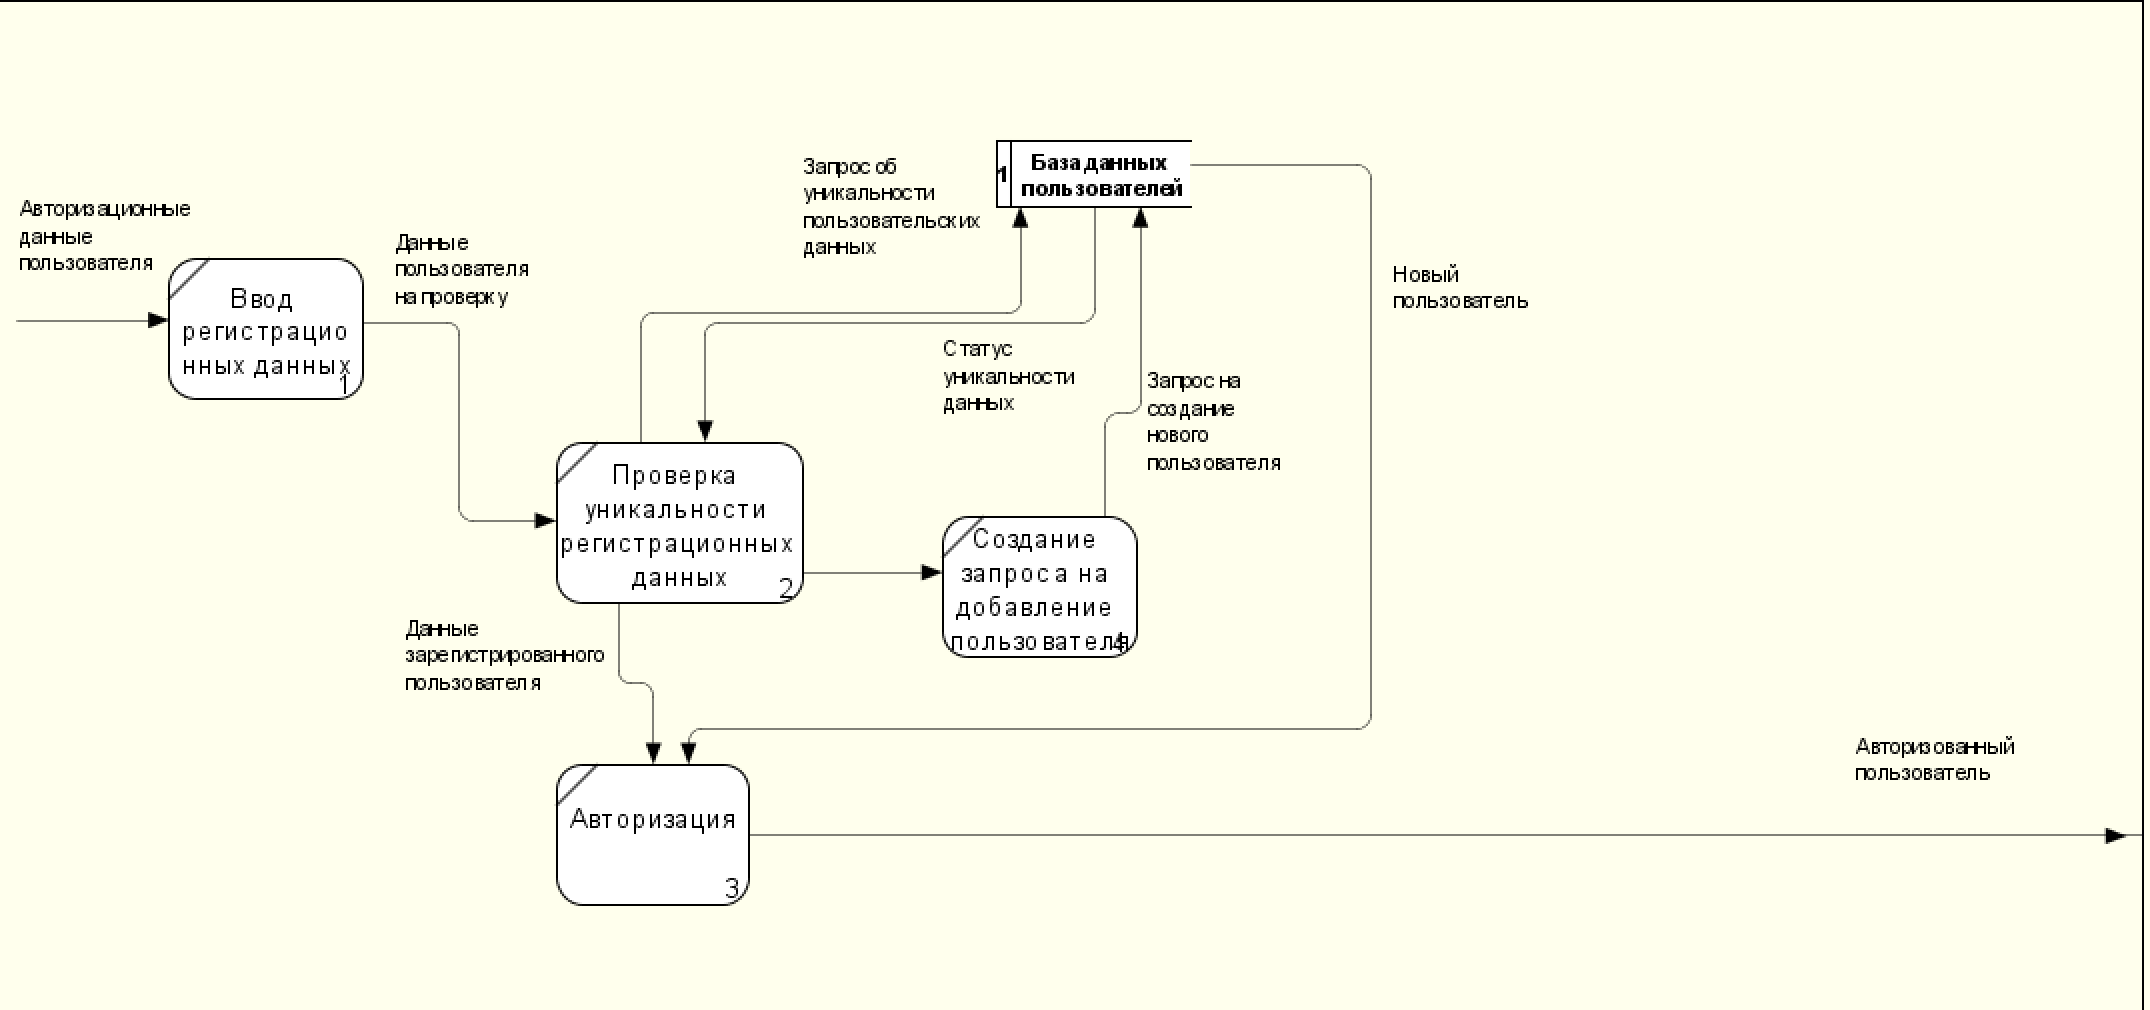 Авторизационные
данные
пользователя
Ввод
регистрацио
нных данных
1
Данные
пользователя
на проверку
Запрос об
уникальности
пользовательских
данных
1
База данных
пользователей
Новый
пользователь
Статус
уникальности
данных
Запрос на
создание
нового
пользователя
Проверка
уникальности
регистрационных
данных
2
Создание
запроса на
добавление
пользователя
4
Данные
зарегистрированного
пользователя
Авторизация
3
Авторизованный
пользователь